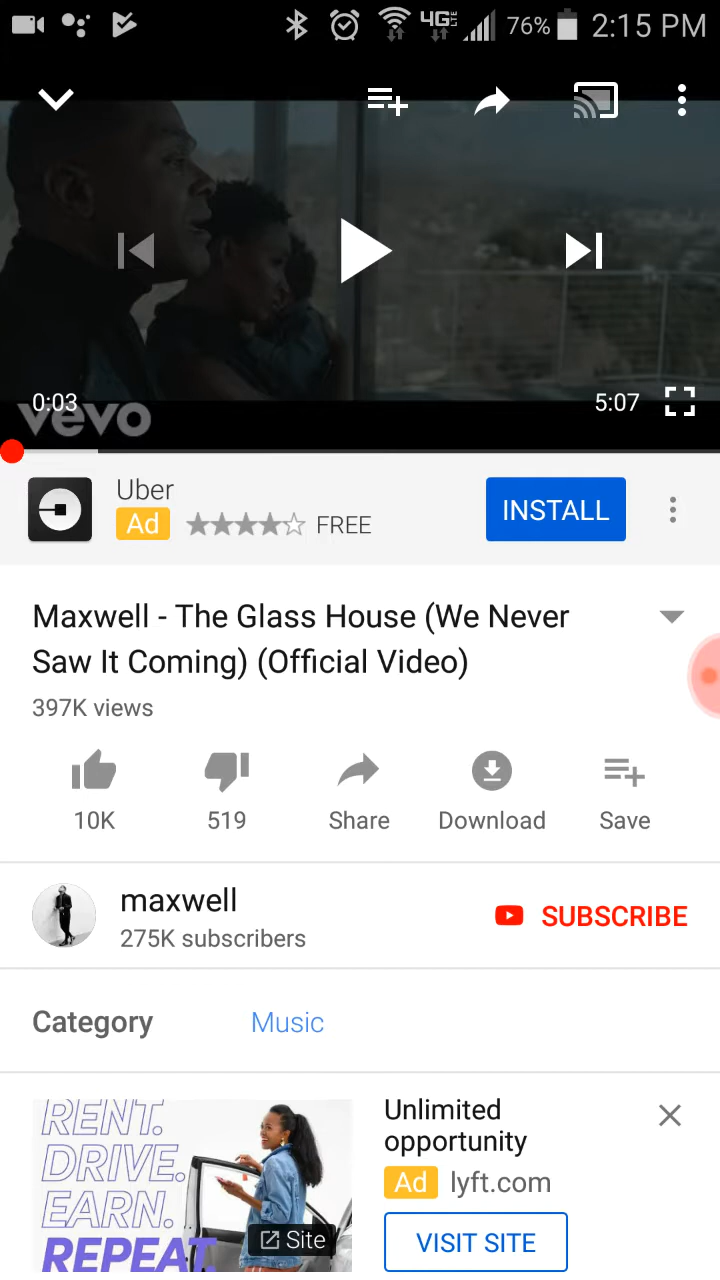 4G LTE 76% 2:15 PM
0:03
5:07
vevo
Uber
Ad FREE
INSTALL
Maxwell - The Glass House (We Never
Saw It Coming) (Official Video)
397K views
10K
519
Share
Download
Save
maxwell
275K subscribers
SUBSCRIBE
Category
Music
RENT.
DRIVE.
EARN.
REPEAT.
Site
Unlimited
opportunity
Ad lyft.com
VISIT SITE